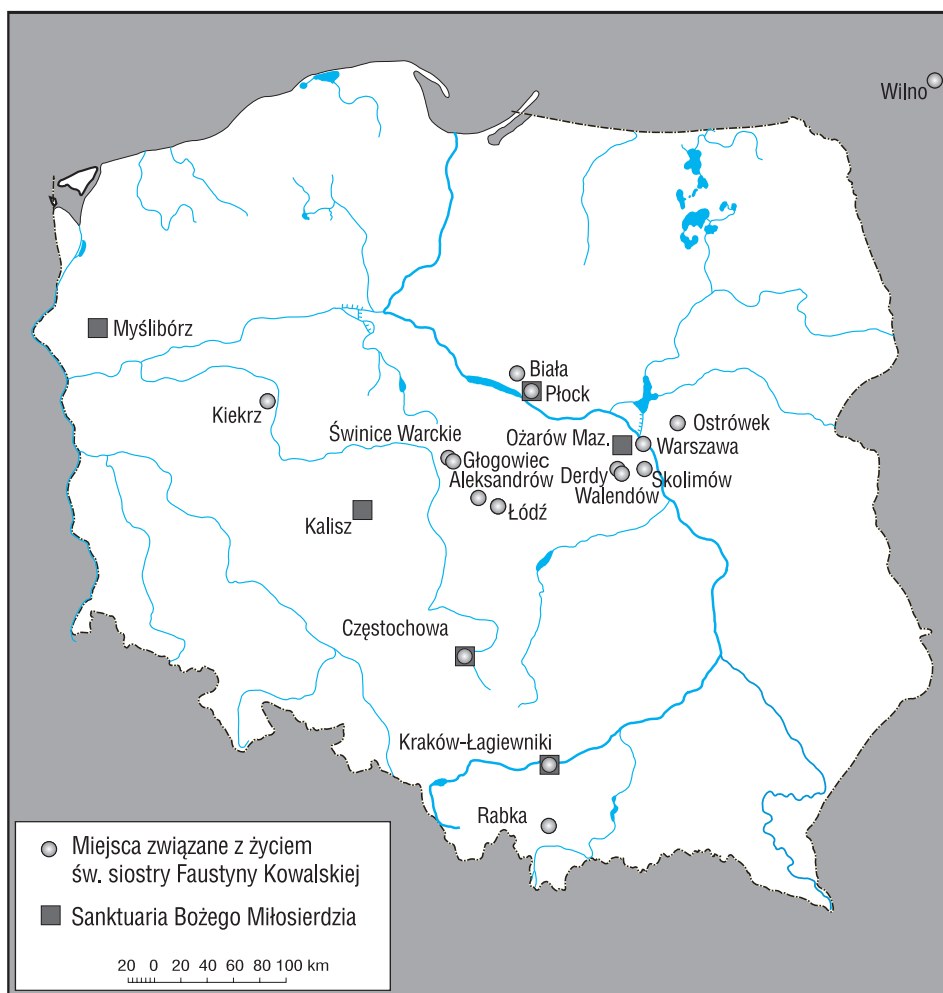 Wilno
Myślibórz
Biała
Płock
Kiekrz
Ostrówek
Świnice Warckie
Ożarów Maz.
Warszawa
Głogowiec
Aleksandrów
Derdy
Skolimów
Walendów
Łódź
Kalisz
Częstochowa
Kraków-Łagiewniki
Rabka
Miejsca związane z życiem
św. siostry Faustyny Kowalskiej
Sanktuaria Bożego Miłosierdzia
20 0 20 40 60 80 100 km